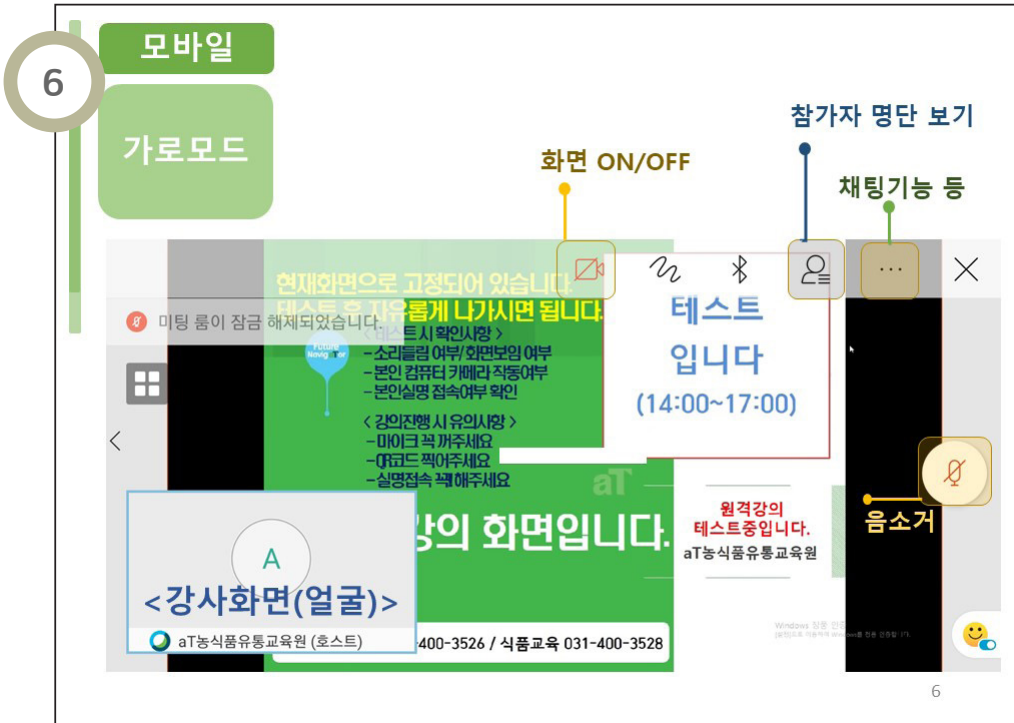 6
모바일
가로모드
참가자 명단 보기
화면 ON/OFF
채팅기능 등
현재화면으로 고정되어 있습니다.
테스트 후 자유롭게 나가시면 됩니다.
미팅 룸이 잠금 해제되었습니다.
< 테스트 시 확인사항 >
- 소리들림 여부/화면보임 여부
- 본인 컴퓨터 카메라 작동여부
- 본인실명 접속여부 확인
< 강의진행 시 유의사항 >
- 마이크 꼭 꺼주세요
- QR코드 찍어주세요
- 실명접속 꼭 해주세요
Future
테스트
입니다
(14:00~17:00)
aT
강의 화면입니다.
원격강의
테스트중입니다.
aT농식품유통교육원
음소거
A
<강사화면(얼굴)>
aT농식품유통교육원 (호스트)
-400-3526 / 식품교육 031-400-3528
Windows 정품 인증
6